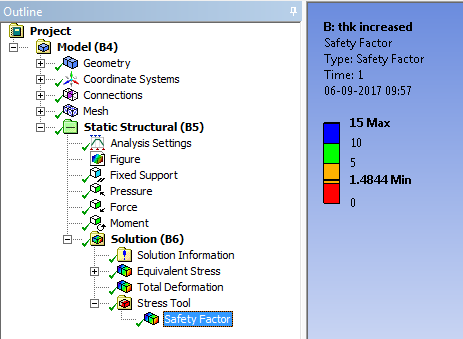 Outline
Project
Model (B4)
Geometry
Coordinate Systems
Connections
Mesh
Static Structural (B5)
Analysis Settings
Figure
Fixed Support
Pressure
Force
Moment
Solution (B6)
Solution Information
Equivalent Stress
Total Deformation
Stress Tool
Safety Factor
B: thk increased
Safety Factor
Type: Safety Factor
Time: 1
06-09-2017 09:57
15 Max
10
5
1.4844 Min
0